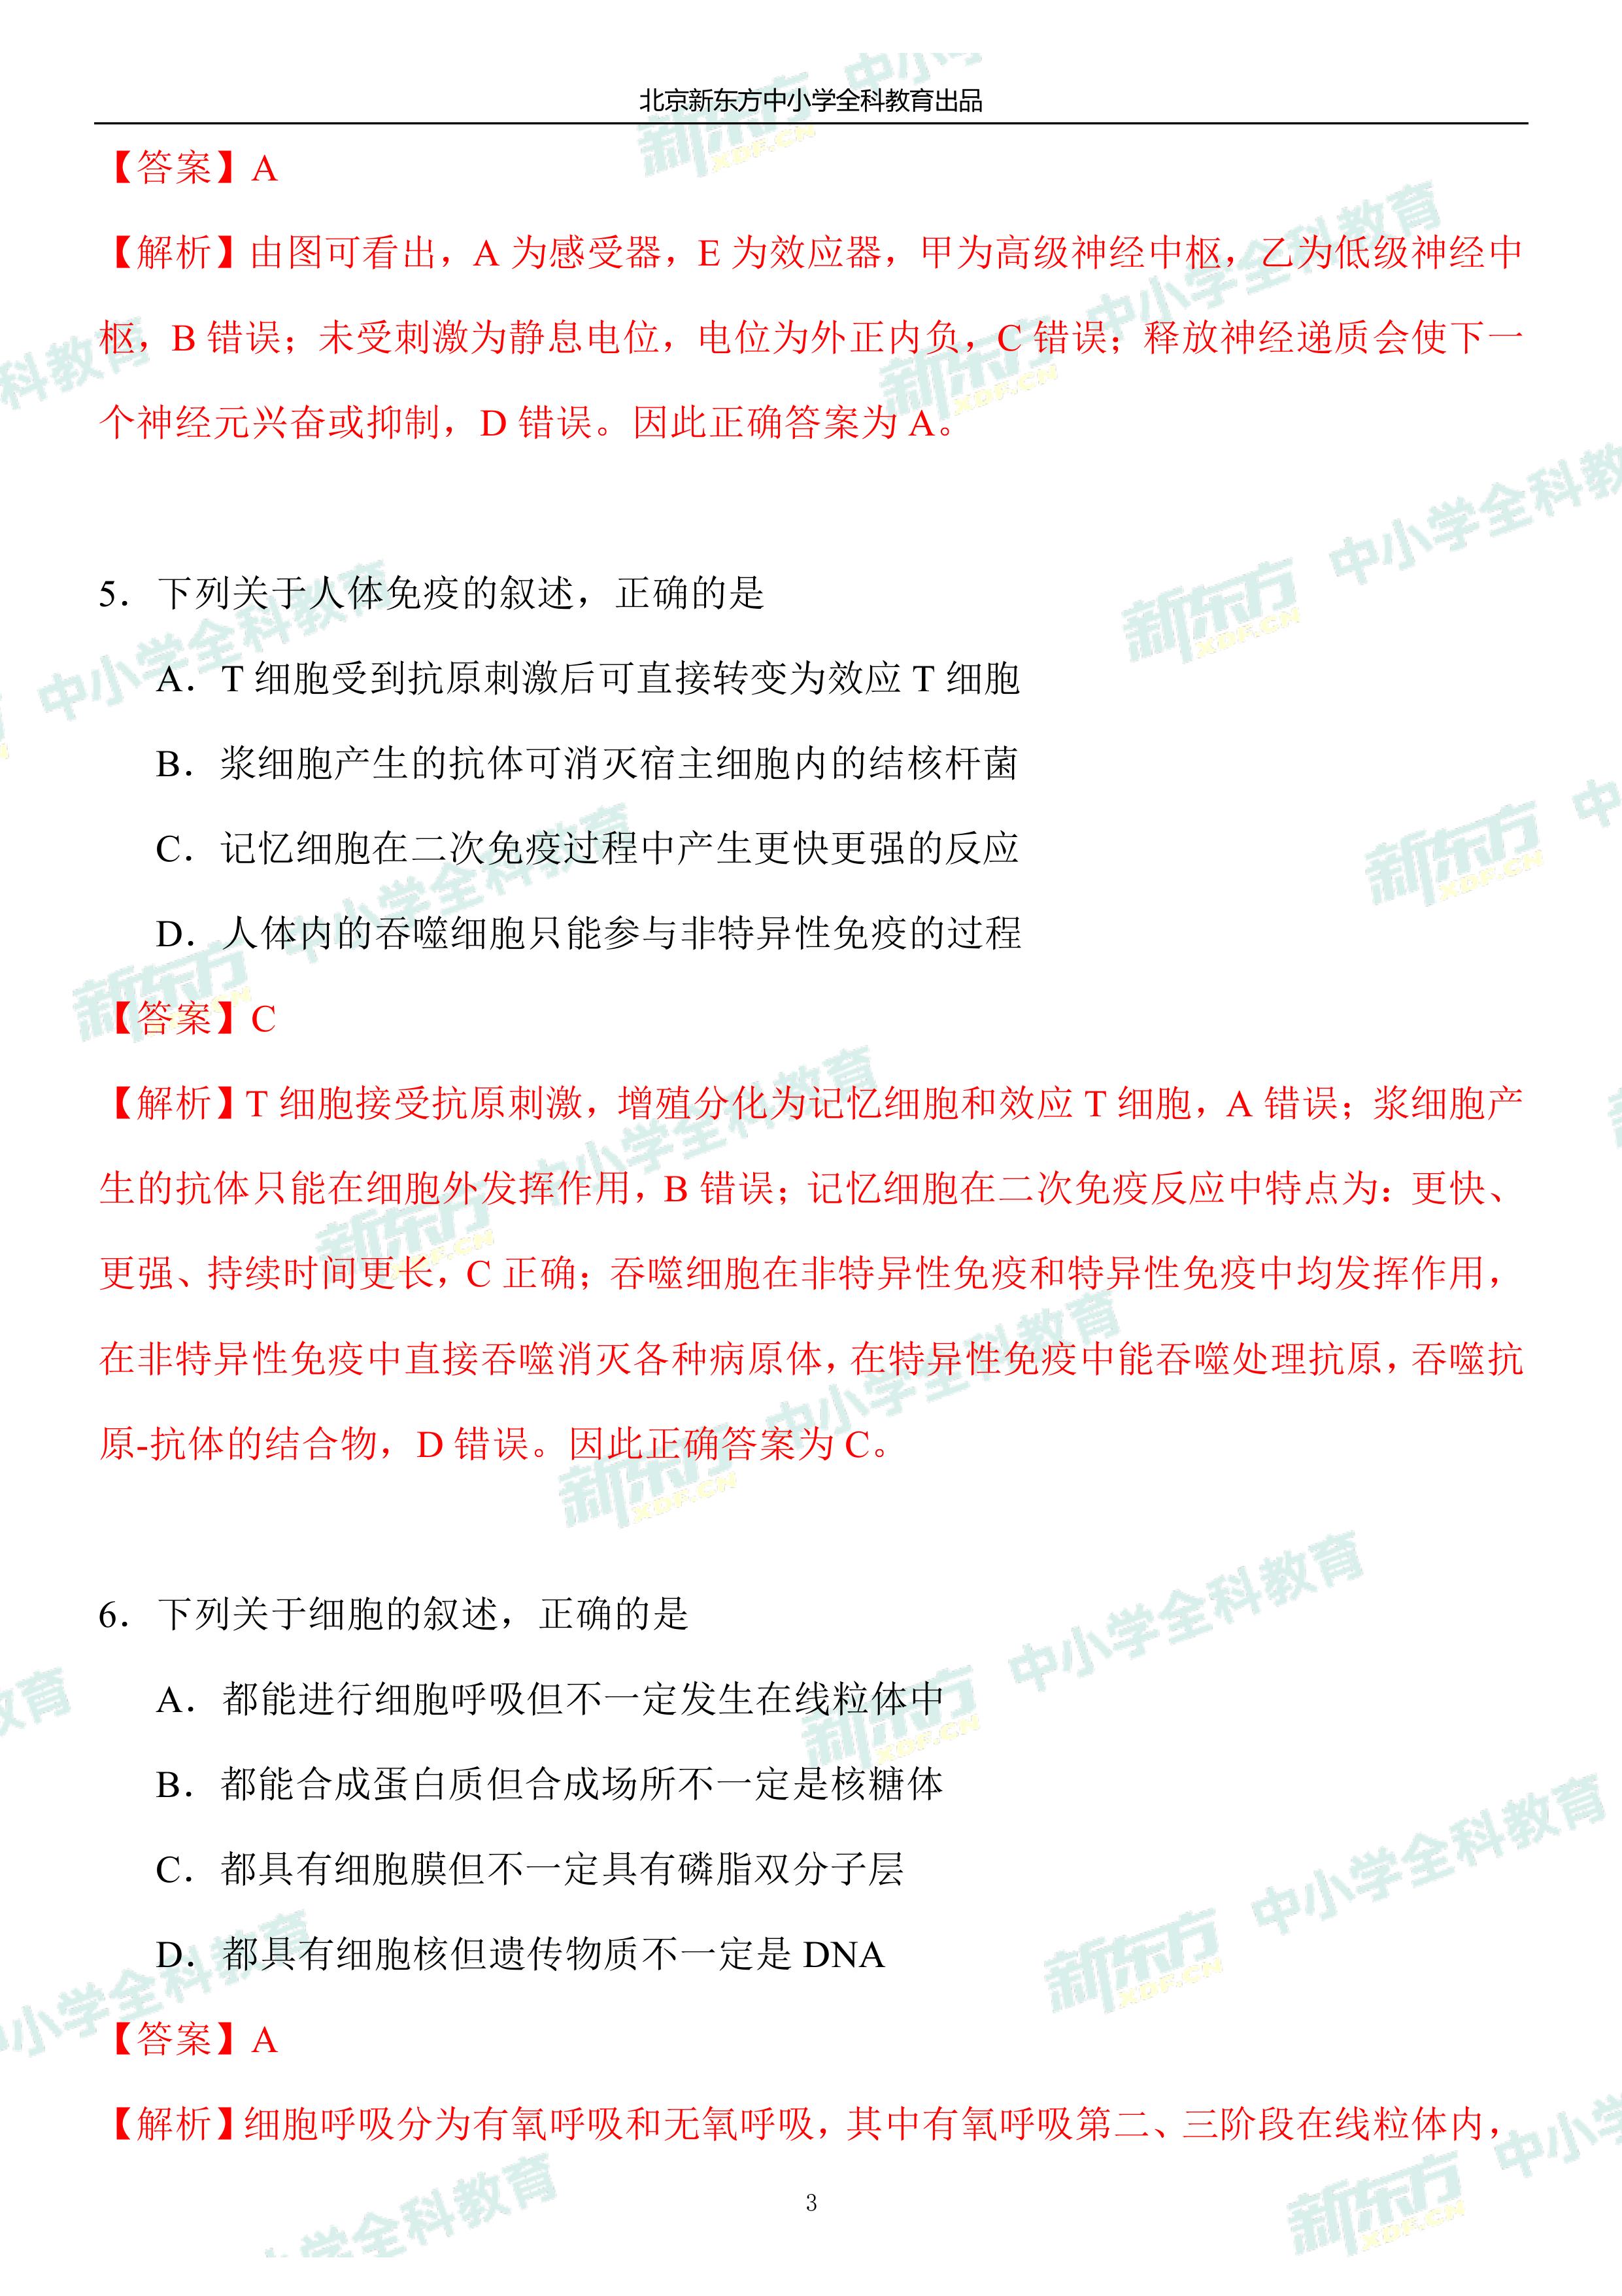 北京新东方中小学全科教育出品
【答案】A
【解析】由图可看出，A 为感受器，E 为效应器，甲为高级神经中枢，乙为低级神经中
枢，B 错误；未受刺激为静息电位，电位为外正内负，C 错误；释放神经递质会使下一
个神经元兴奋或抑制，D 错误。因此正确答案为 A。
5．下列关于人体免疫的叙述，正确的是
A．T 细胞受到抗原刺激后可直接转变为效应 T 细胞
B．浆细胞产生的抗体可消灭宿主细胞内的结核杆菌
C．记忆细胞在二次免疫过程中产生更快更强的反应
D．人体内的吞噬细胞只能参与非特异性免疫的过程
【答案】C
【解析】T 细胞接受抗原刺激，增殖分化为记忆细胞和效应 T 细胞，A 错误；浆细胞产
生的抗体只能在细胞外发挥作用，B 错误；记忆细胞在二次免疫反应中特点为：更快、
更强、持续时间更长，C 正确；吞噬细胞在非特异性免疫和特异性免疫中均发挥作用，
在非特异性免疫中直接吞噬消灭各种病原体，在特异性免疫中能吞噬处理抗原，吞噬抗
原-抗体的结合物，D 错误。因此正确答案为 C。
6．下列关于细胞的叙述，正确的是
A．都能进行细胞呼吸但不一定发生在线粒体中
B．都能合成蛋白质但合成场所不一定是核糖体
C．都具有细胞膜但不一定具有磷脂双分子层
D．都具有细胞核但遗传物质不一定是 DNA
【答案】A
【解析】细胞呼吸分为有氧呼吸和无氧呼吸，其中有氧呼吸第二、三阶段在线粒体内，
3